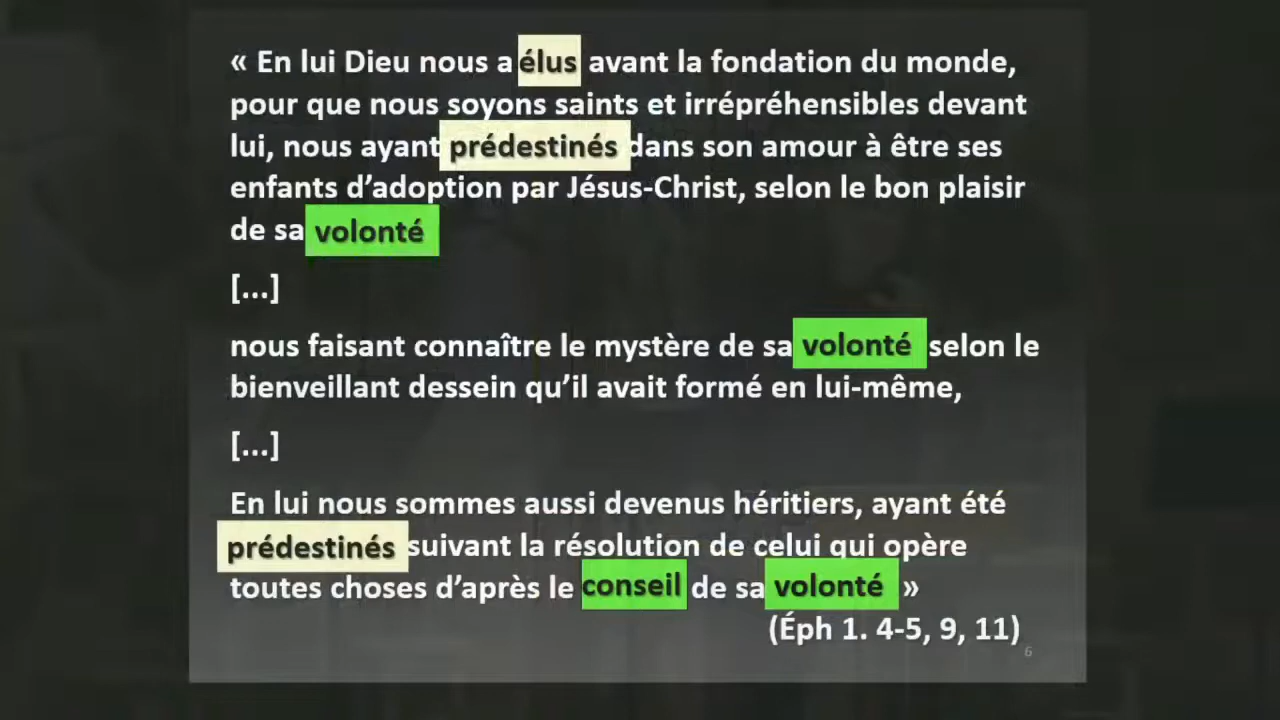 « En lui Dieu nous a élus avant la fondation du monde,
pour que nous soyons saints et irrépréhensibles devant
lui, nous ayant prédestinés dans son amour à être ses
enfants d’adoption par Jésus-Christ, selon le bon plaisir
de sa volonté
[...]
nous faisant connaître le mystère de sa volonté selon le
bienveillant dessein qu’il avait formé en lui-même,
[...]
En lui nous sommes aussi devenus héritiers, ayant été
prédestinés suivant la résolution de celui qui opère
toutes choses d’après le conseil de sa volonté »
(Éph 1. 4-5, 9, 11)
6